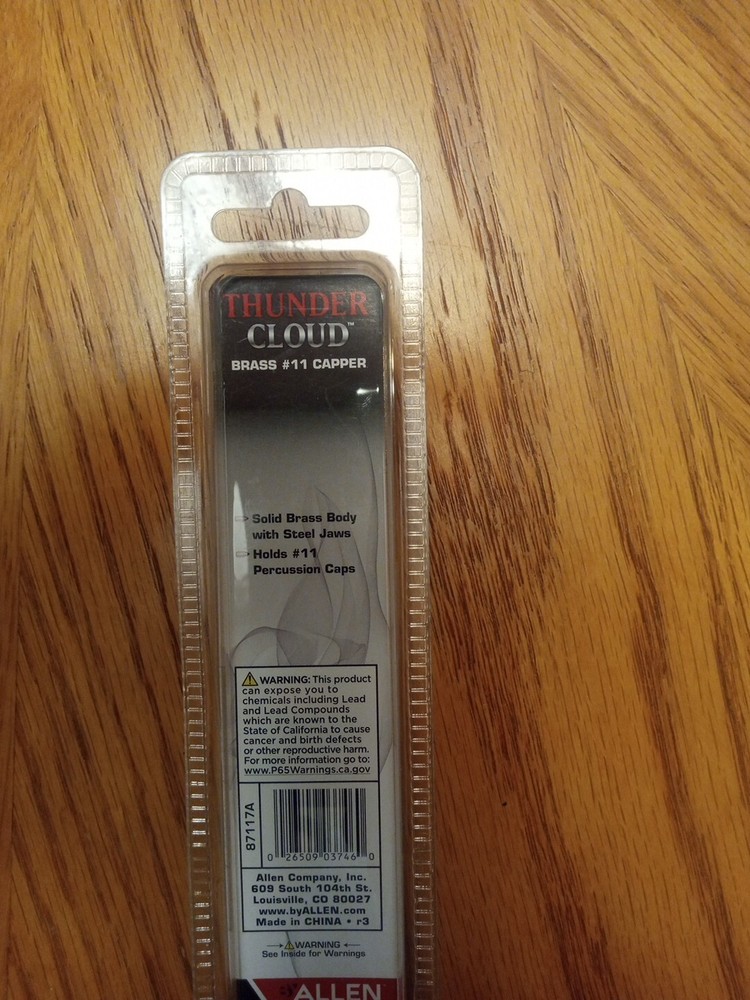 THUNDER
CLOUD™
BRASS #11 CAPPER
Solid Brass Body
with Steel Jaws
Holds #11
Percussion Caps
WARNING: This product
can expose you to
chemicals including Lead
and Lead Compounds
which are known to the
State of California to cause
cancer and birth defects
or other reproductive harm.
For more information go to:
www.P65Warnings.ca.gov
87117A
0 26509 03746 0
Allen Company, Inc.
609 South 104th St.
Louisville, CO 80027
www.byALLEN.com
Made in CHINA • r3
WARNING
See Inside for Warnings
BY ALLEN